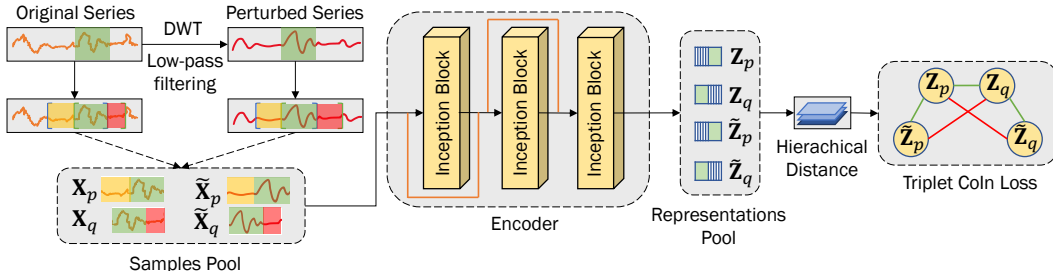 Original Series
DWT
Low-pass
filtering
Perturbed Series
X_p
X̃_p
X_q
X̃_q
Samples Pool
Inception Block
Inception Block
Inception Block
Encoder
Z_p
Z_q
Z̃_p
Z̃_q
Representations
Pool
Hierachical
Distance
Z_p
Z_q
Z̃_p
Z̃_q
Triplet CoIn Loss